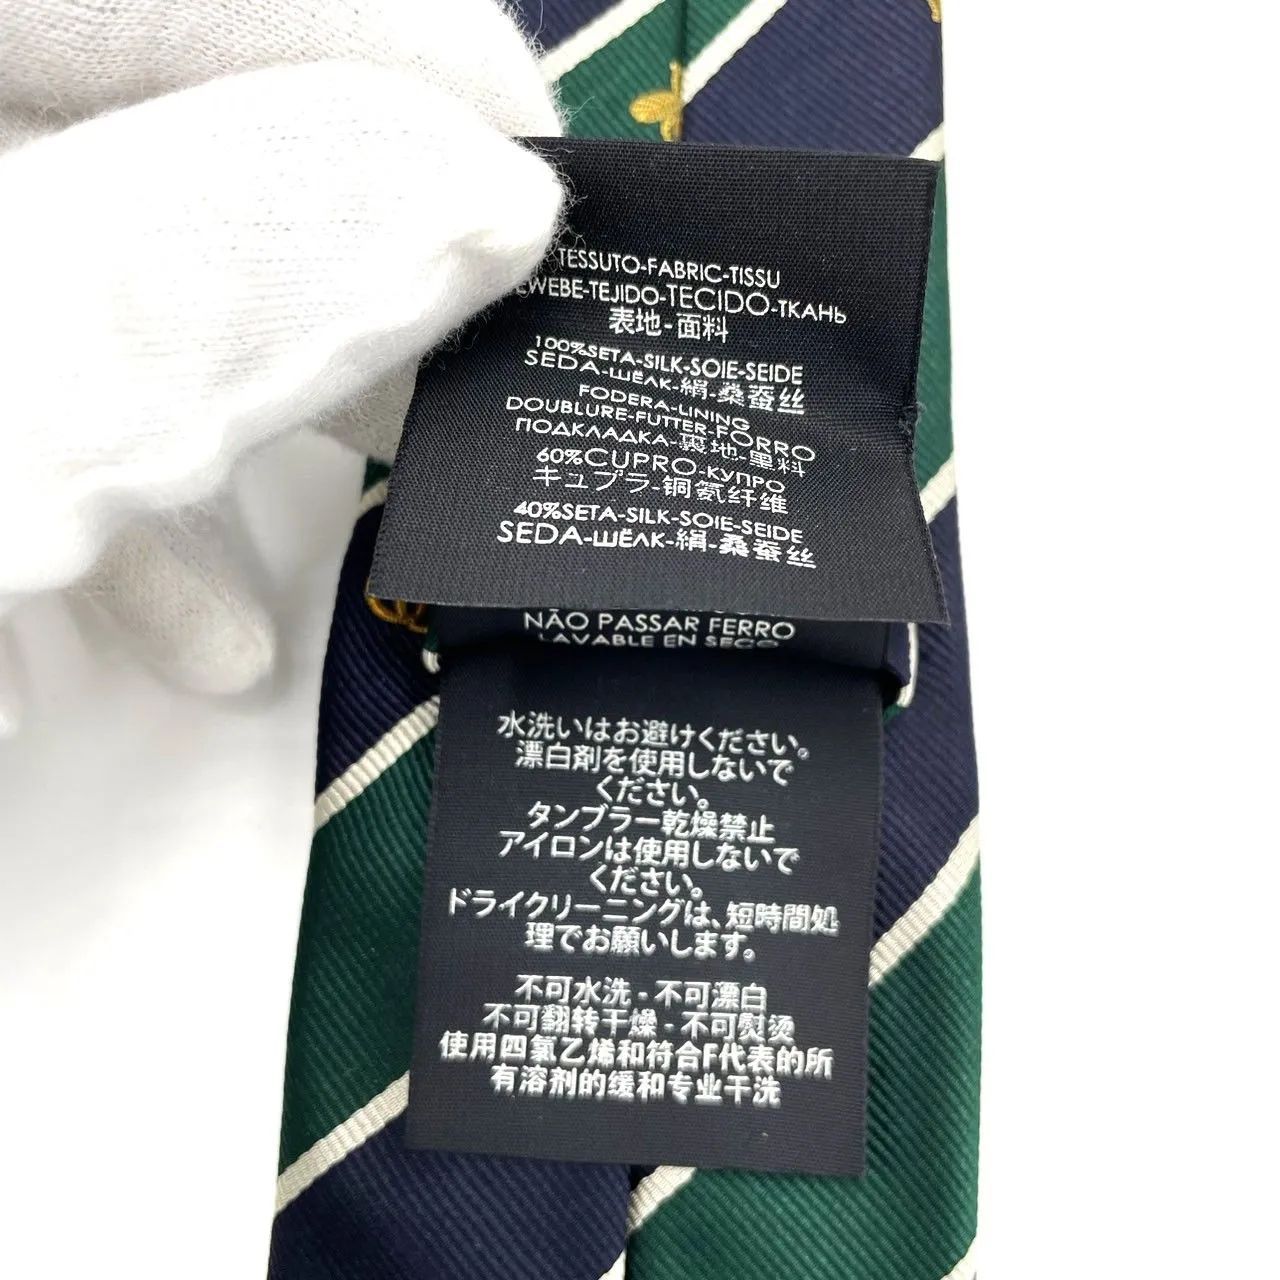 TESSUTO-FABRIC-TISSU
EWEBE-TEJIDO-TECIDO-ТКАНЬ
表地-面料
100%SETA-SILK-SOIE-SEIDE
SEDA-ШЁЛК-絹-桑蚕丝
FODERA-LINING
DOUBLURE-FUTTER-FORRO
ПОДКЛАДКА-裏地-里料
60%CUPRO-КУПРО
キュプラ-铜氨纤维
40%SETA-SILK-SOIE-SEIDE
SEDA-ШЁЛК-絹-桑蚕丝
NÃO PASSAR FERRO
LAVABLE EN SECO
水洗いはお避けください。
漂白剤を使用しないで
ください。
タンブラー乾燥禁止
アイロンは使用しないで
ください。
ドライクリーニングは、短時間処
理でお願いします。
不可水洗 - 不可漂白
不可翻转干燥 - 不可熨烫
使用四氯乙烯和符合F代表的所
有溶剂的缓和专业干洗